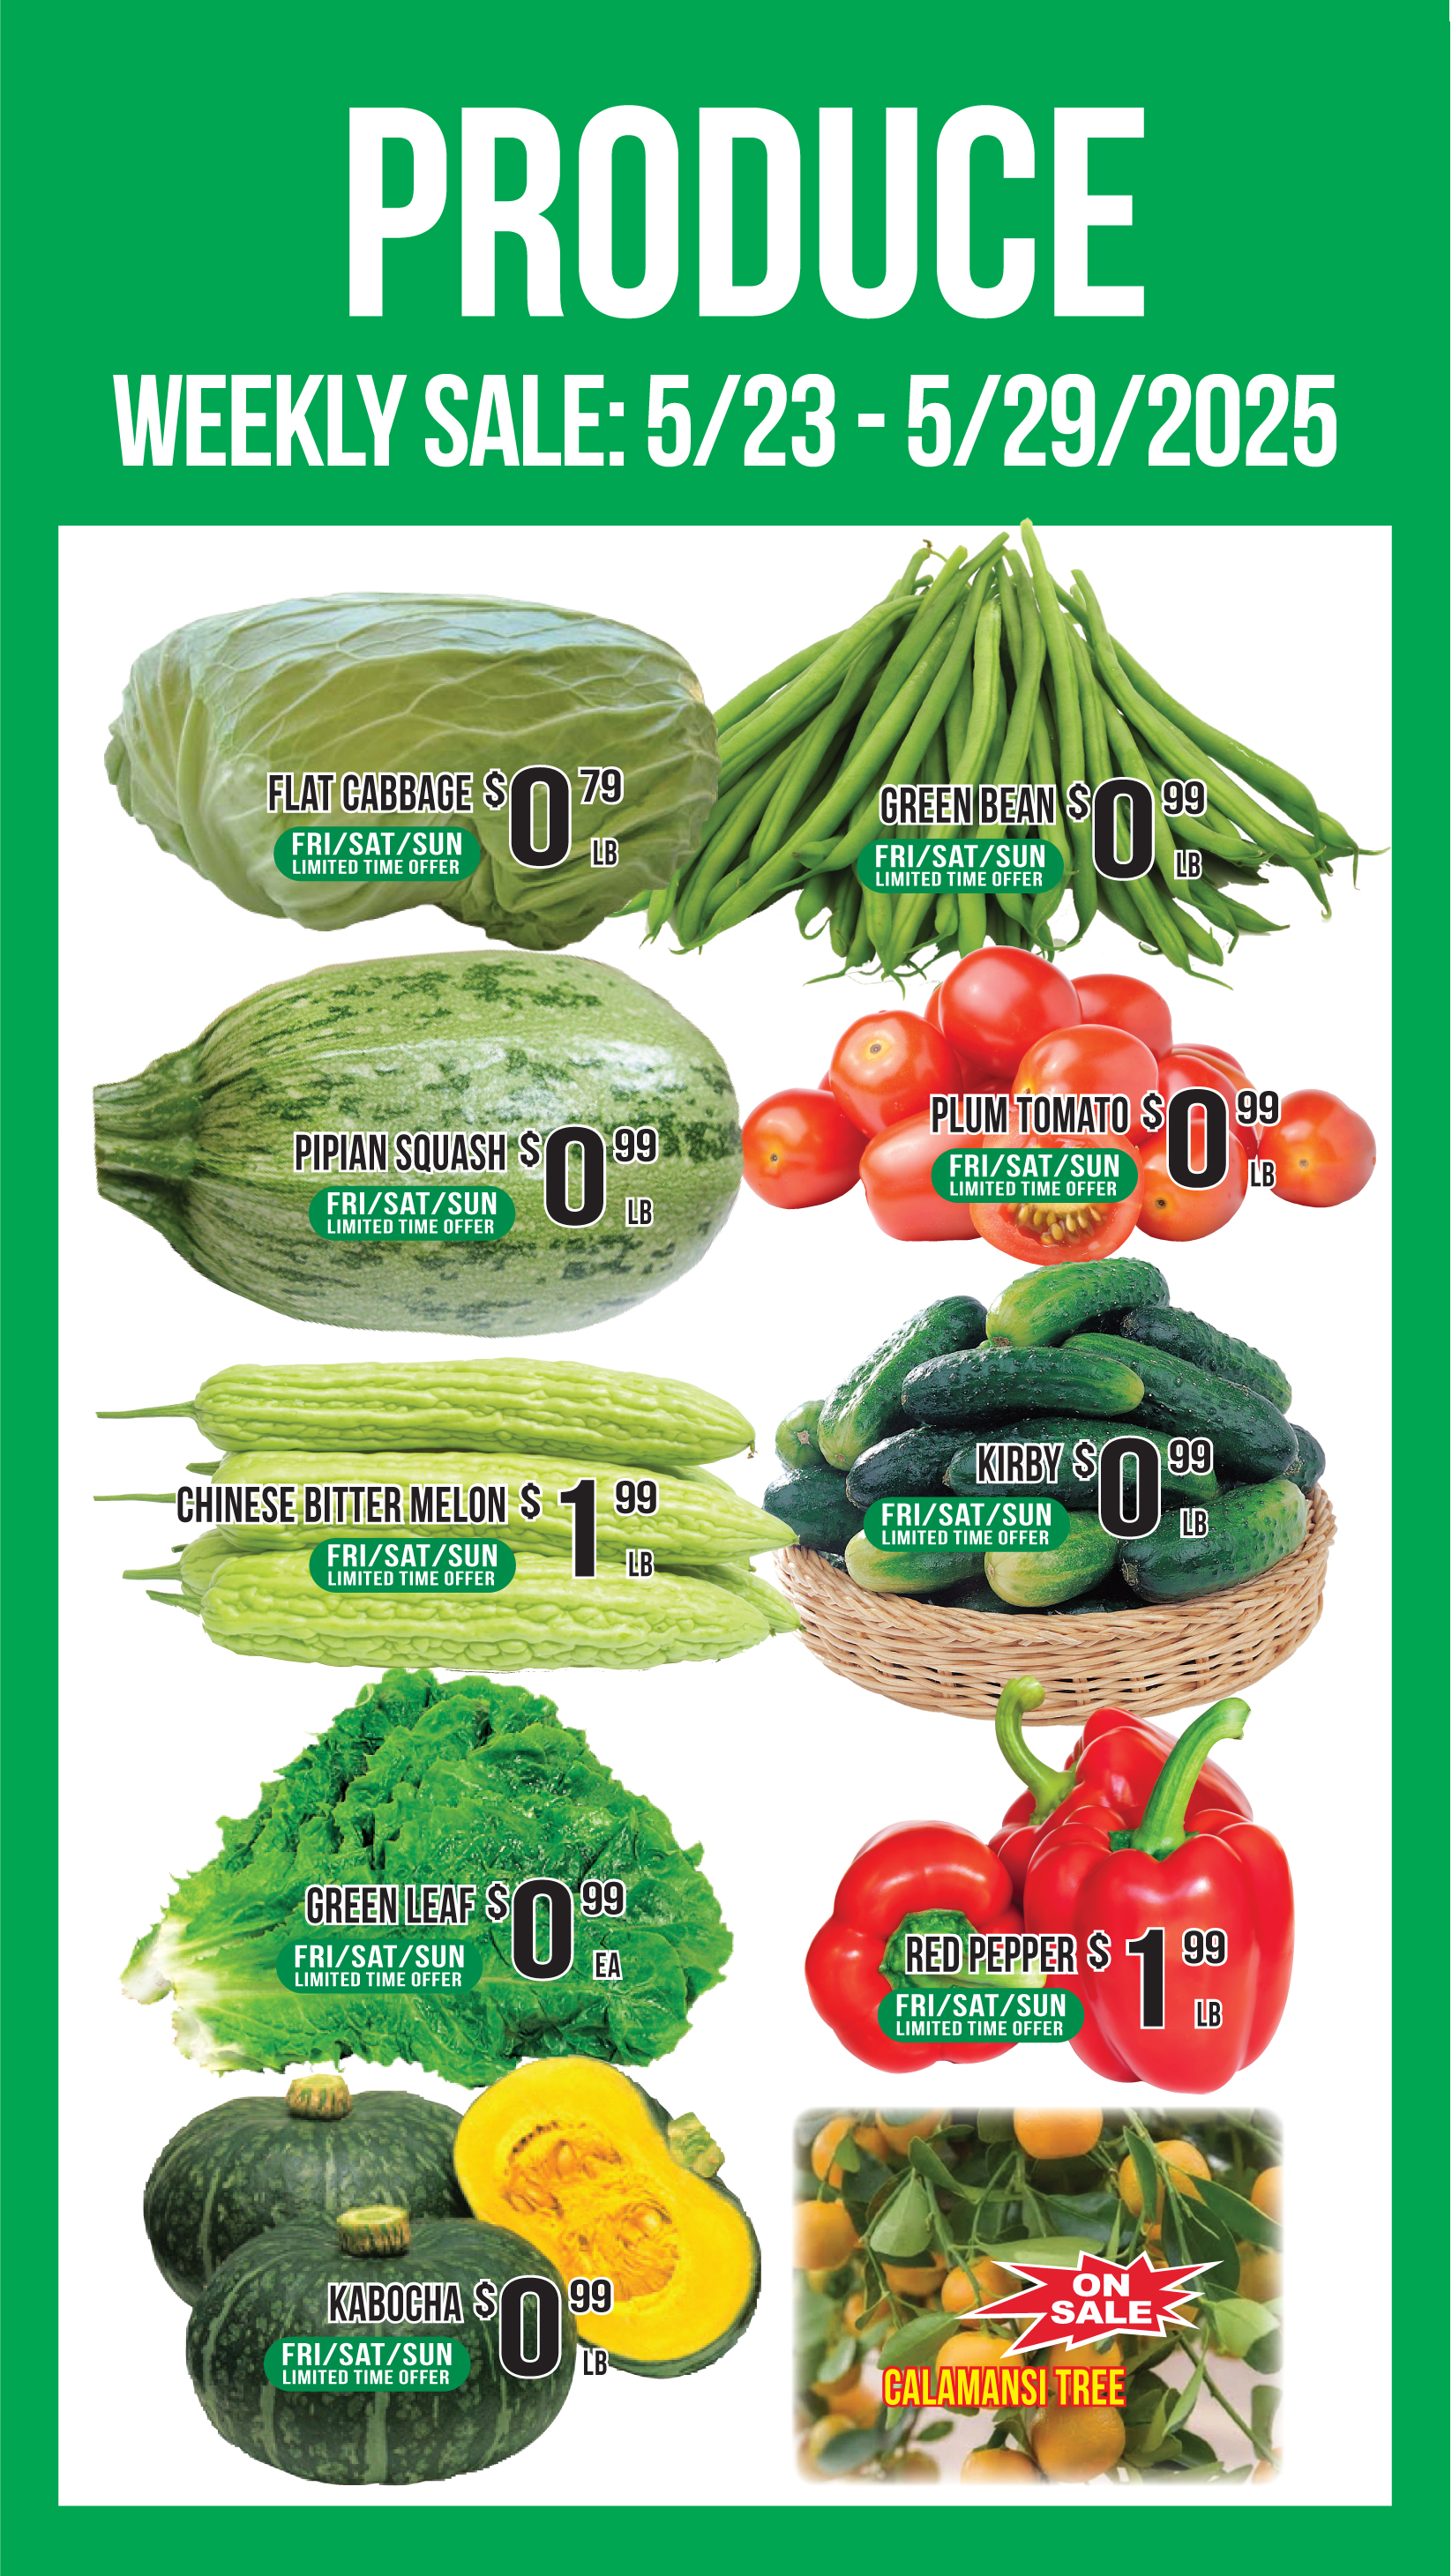 PRODUCE
WEEKLY SALE: 5/23 - 5/29/2025
FLAT CABBAGE $0 79 LB
FRI/SAT/SUN
LIMITED TIME OFFER
GREEN BEAN $0 99 LB
FRI/SAT/SUN
LIMITED TIME OFFER
PIPIAN SQUASH $0 99 LB
FRI/SAT/SUN
LIMITED TIME OFFER
PLUM TOMATO $0 99 LB
FRI/SAT/SUN
LIMITED TIME OFFER
CHINESE BITTER MELON $1 99 LB
FRI/SAT/SUN
LIMITED TIME OFFER
KIRBY $0 99 LB
FRI/SAT/SUN
LIMITED TIME OFFER
GREEN LEAF $0 99 EA
FRI/SAT/SUN
LIMITED TIME OFFER
RED PEPPER $1 99 LB
FRI/SAT/SUN
LIMITED TIME OFFER
KABOCHA $0 99 LB
FRI/SAT/SUN
LIMITED TIME OFFER
ON
SALE
CALAMANSI TREE